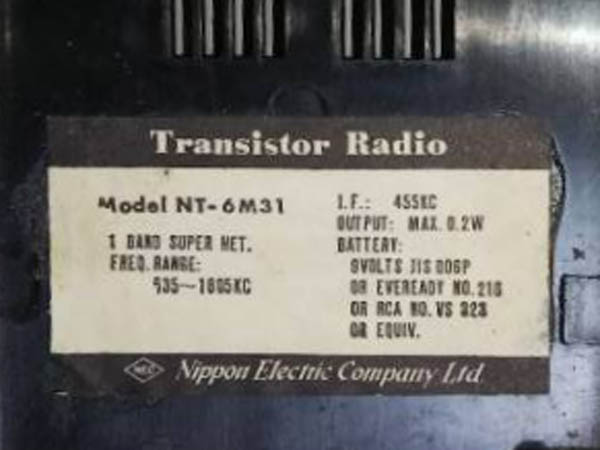 Transistor Radio
Model NT-6M31
1 BAND SUPER HET.
FREQ. RANGE:
535~1605KC
I.F.: 455KC
OUTPUT: MAX. 0.2W
BATTERY:
9VOLTS JIS 006P
OR EVEREADY NO. 216
OR RCA NO. VS 323
OR EQUIV.
NEC Nippon Electric Company Ltd